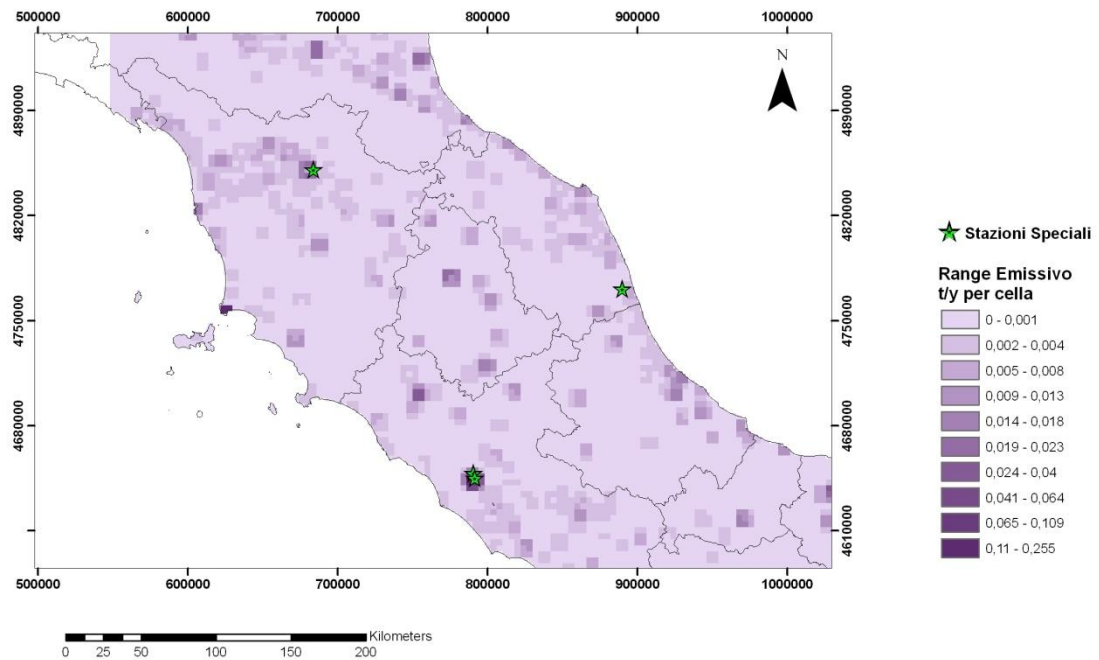 500000 600000 700000 800000 900000 1000000
4890000 4890000
4820000 4820000
4750000 4750000
4680000 4680000
4610000 4610000
500000 600000 700000 800000 900000 1000000
N
Stazioni Speciali
Range Emissivo
t/y per cella
0 - 0,001
0,002 - 0,004
0,005 - 0,008
0,009 - 0,013
0,014 - 0,018
0,019 - 0,023
0,024 - 0,04
0,041 - 0,064
0,065 - 0,109
0,11 - 0,255
Kilometers
0 25 50 100 150 200